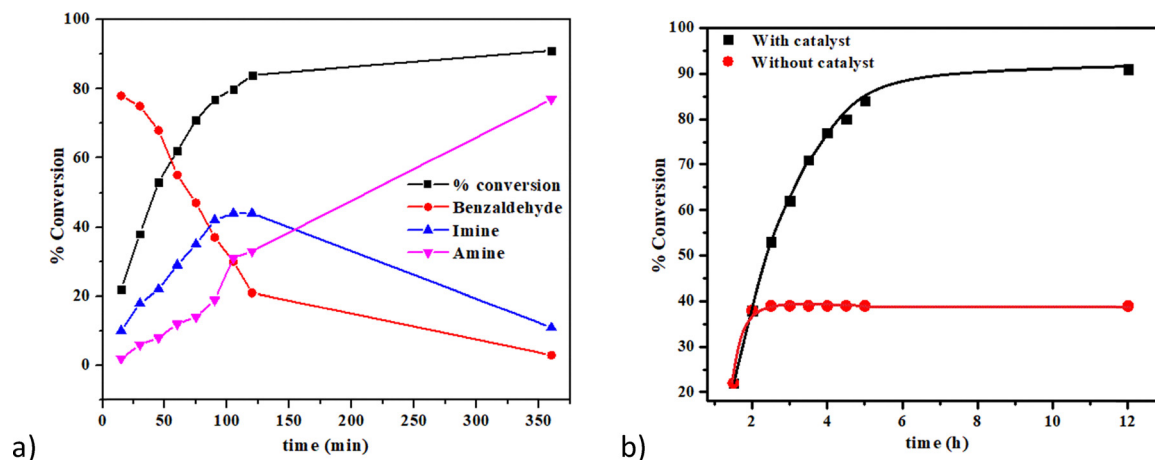 100
80
60
40
20
0
% Conversion
% conversion
Benzaldehyde
Imine
Amine
0 50 100 150 200 250 300 350
time (min)
a)
With catalyst
Without catalyst
100
90
80
70
60
50
40
30
20
% Conversion
2 4 6 8 10 12
time (h)
b)